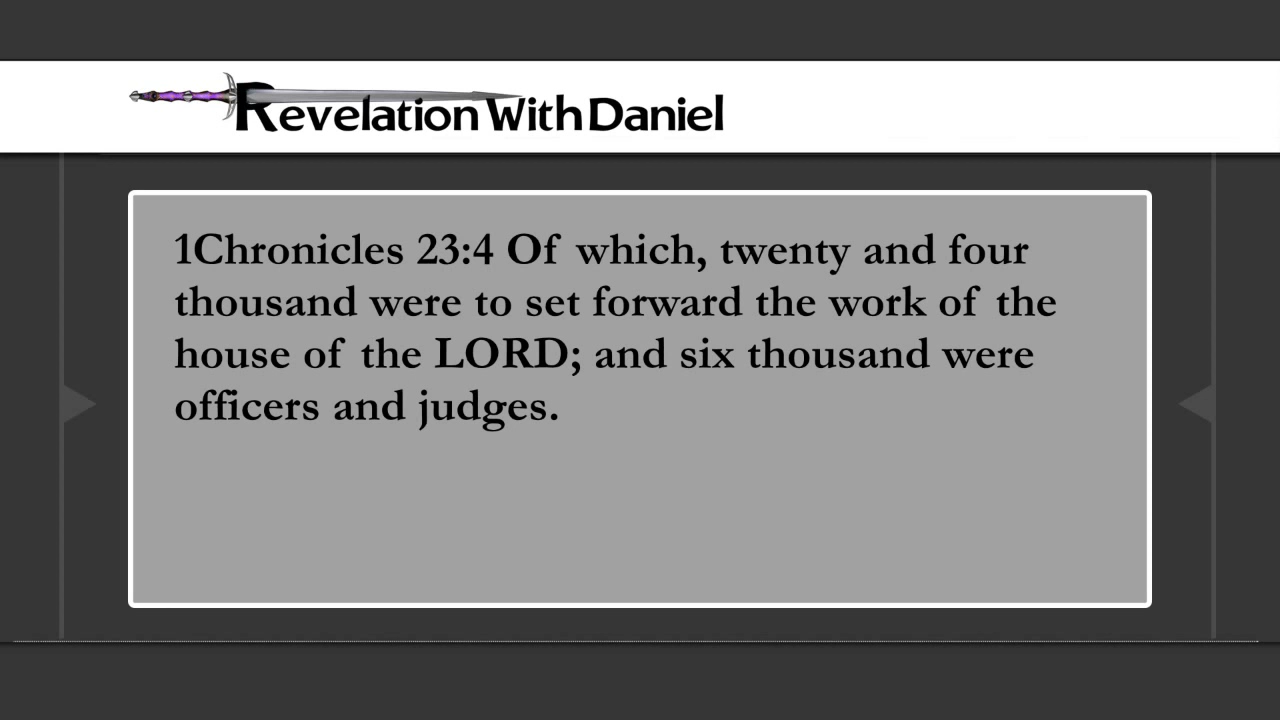 Revelation With Daniel
1Chronicles 23:4 Of which, twenty and four
thousand were to set forward the work of the
house of the LORD; and six thousand were
officers and judges.